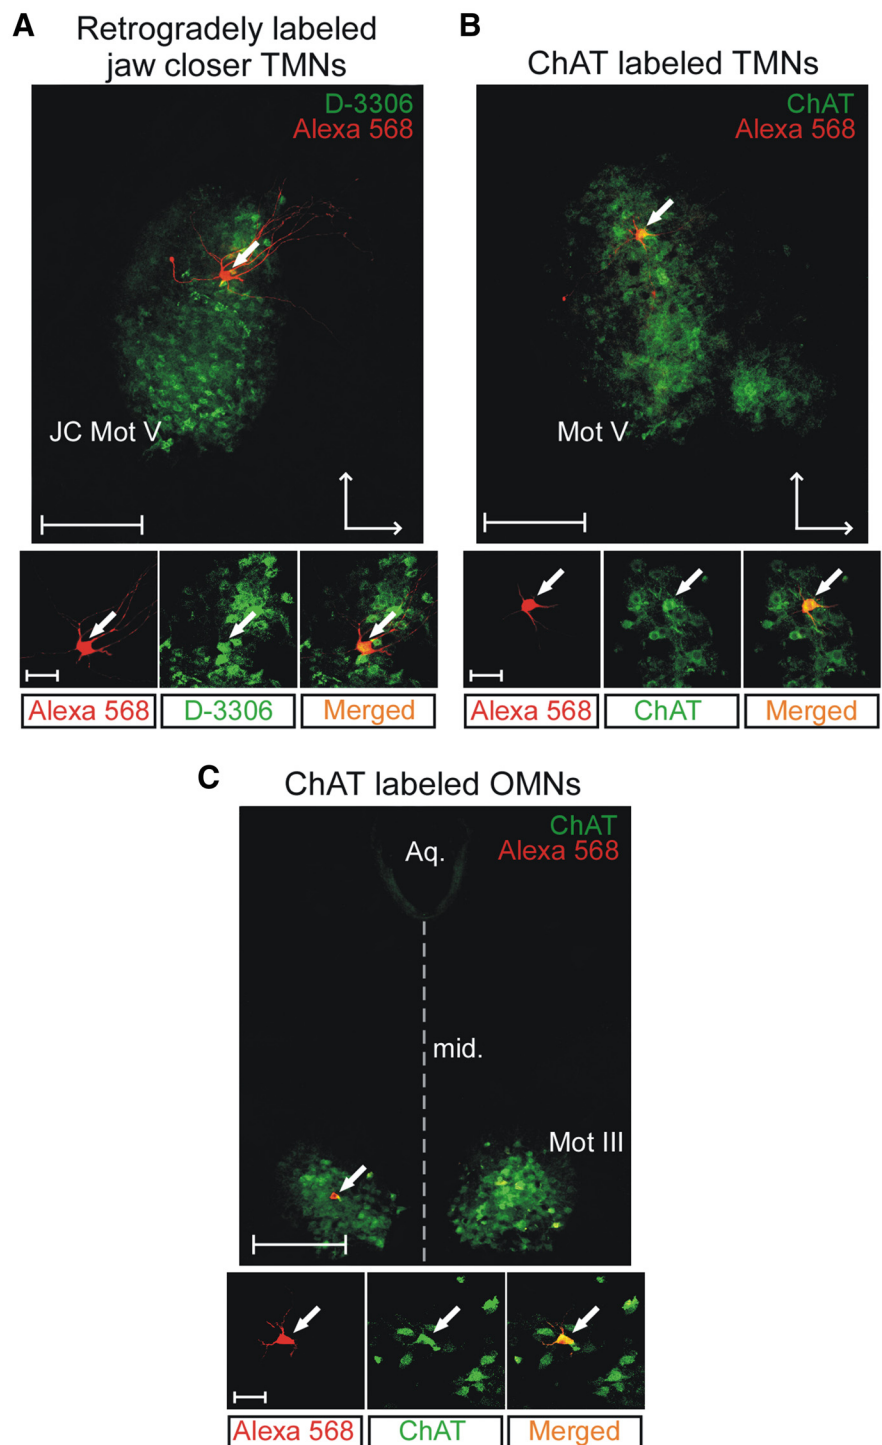 A
Retrogradely labeled
jaw closer TMNs
D-3306
Alexa 568
JC Mot V
Alexa 568
D-3306
Merged
B
ChAT labeled TMNs
ChAT
Alexa 568
Mot V
Alexa 568
ChAT
Merged
C
ChAT labeled OMNs
ChAT
Alexa 568
Aq.
mid.
Mot III
Alexa 568
ChAT
Merged